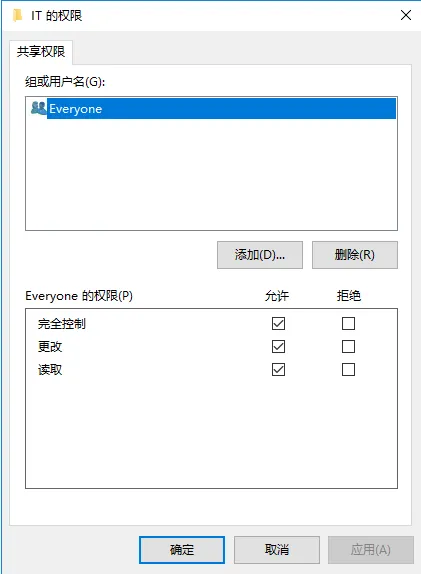 IT 的权限
共享权限
组或用户名(G):
Everyone
添加(D)...
删除(R)
Everyone 的权限(P)
允许
拒绝
完全控制
更改
读取
确定
取消
应用(A)